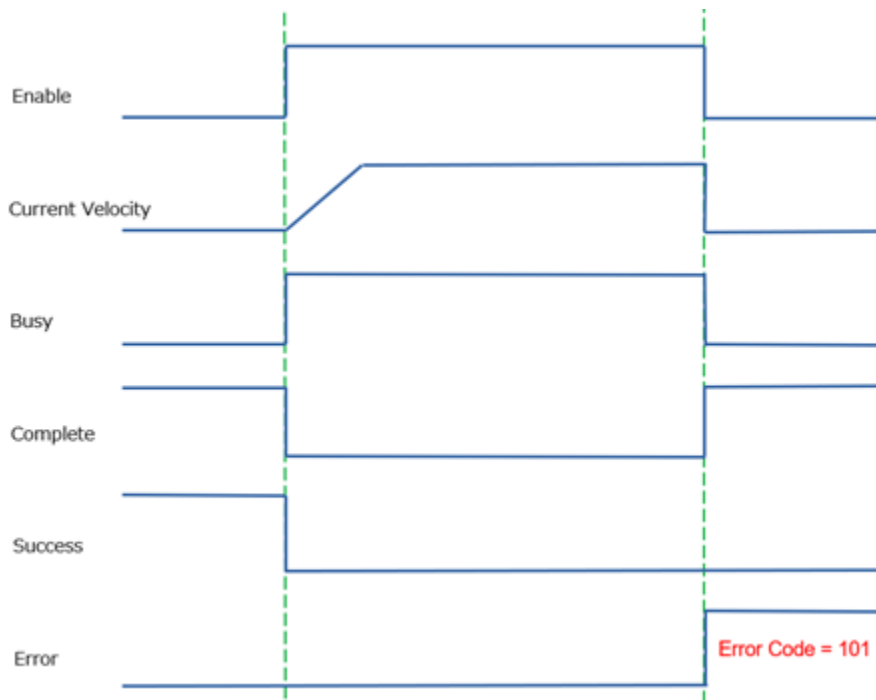 Enable
Current Velocity
Busy
Complete
Success
Error
Error Code = 101